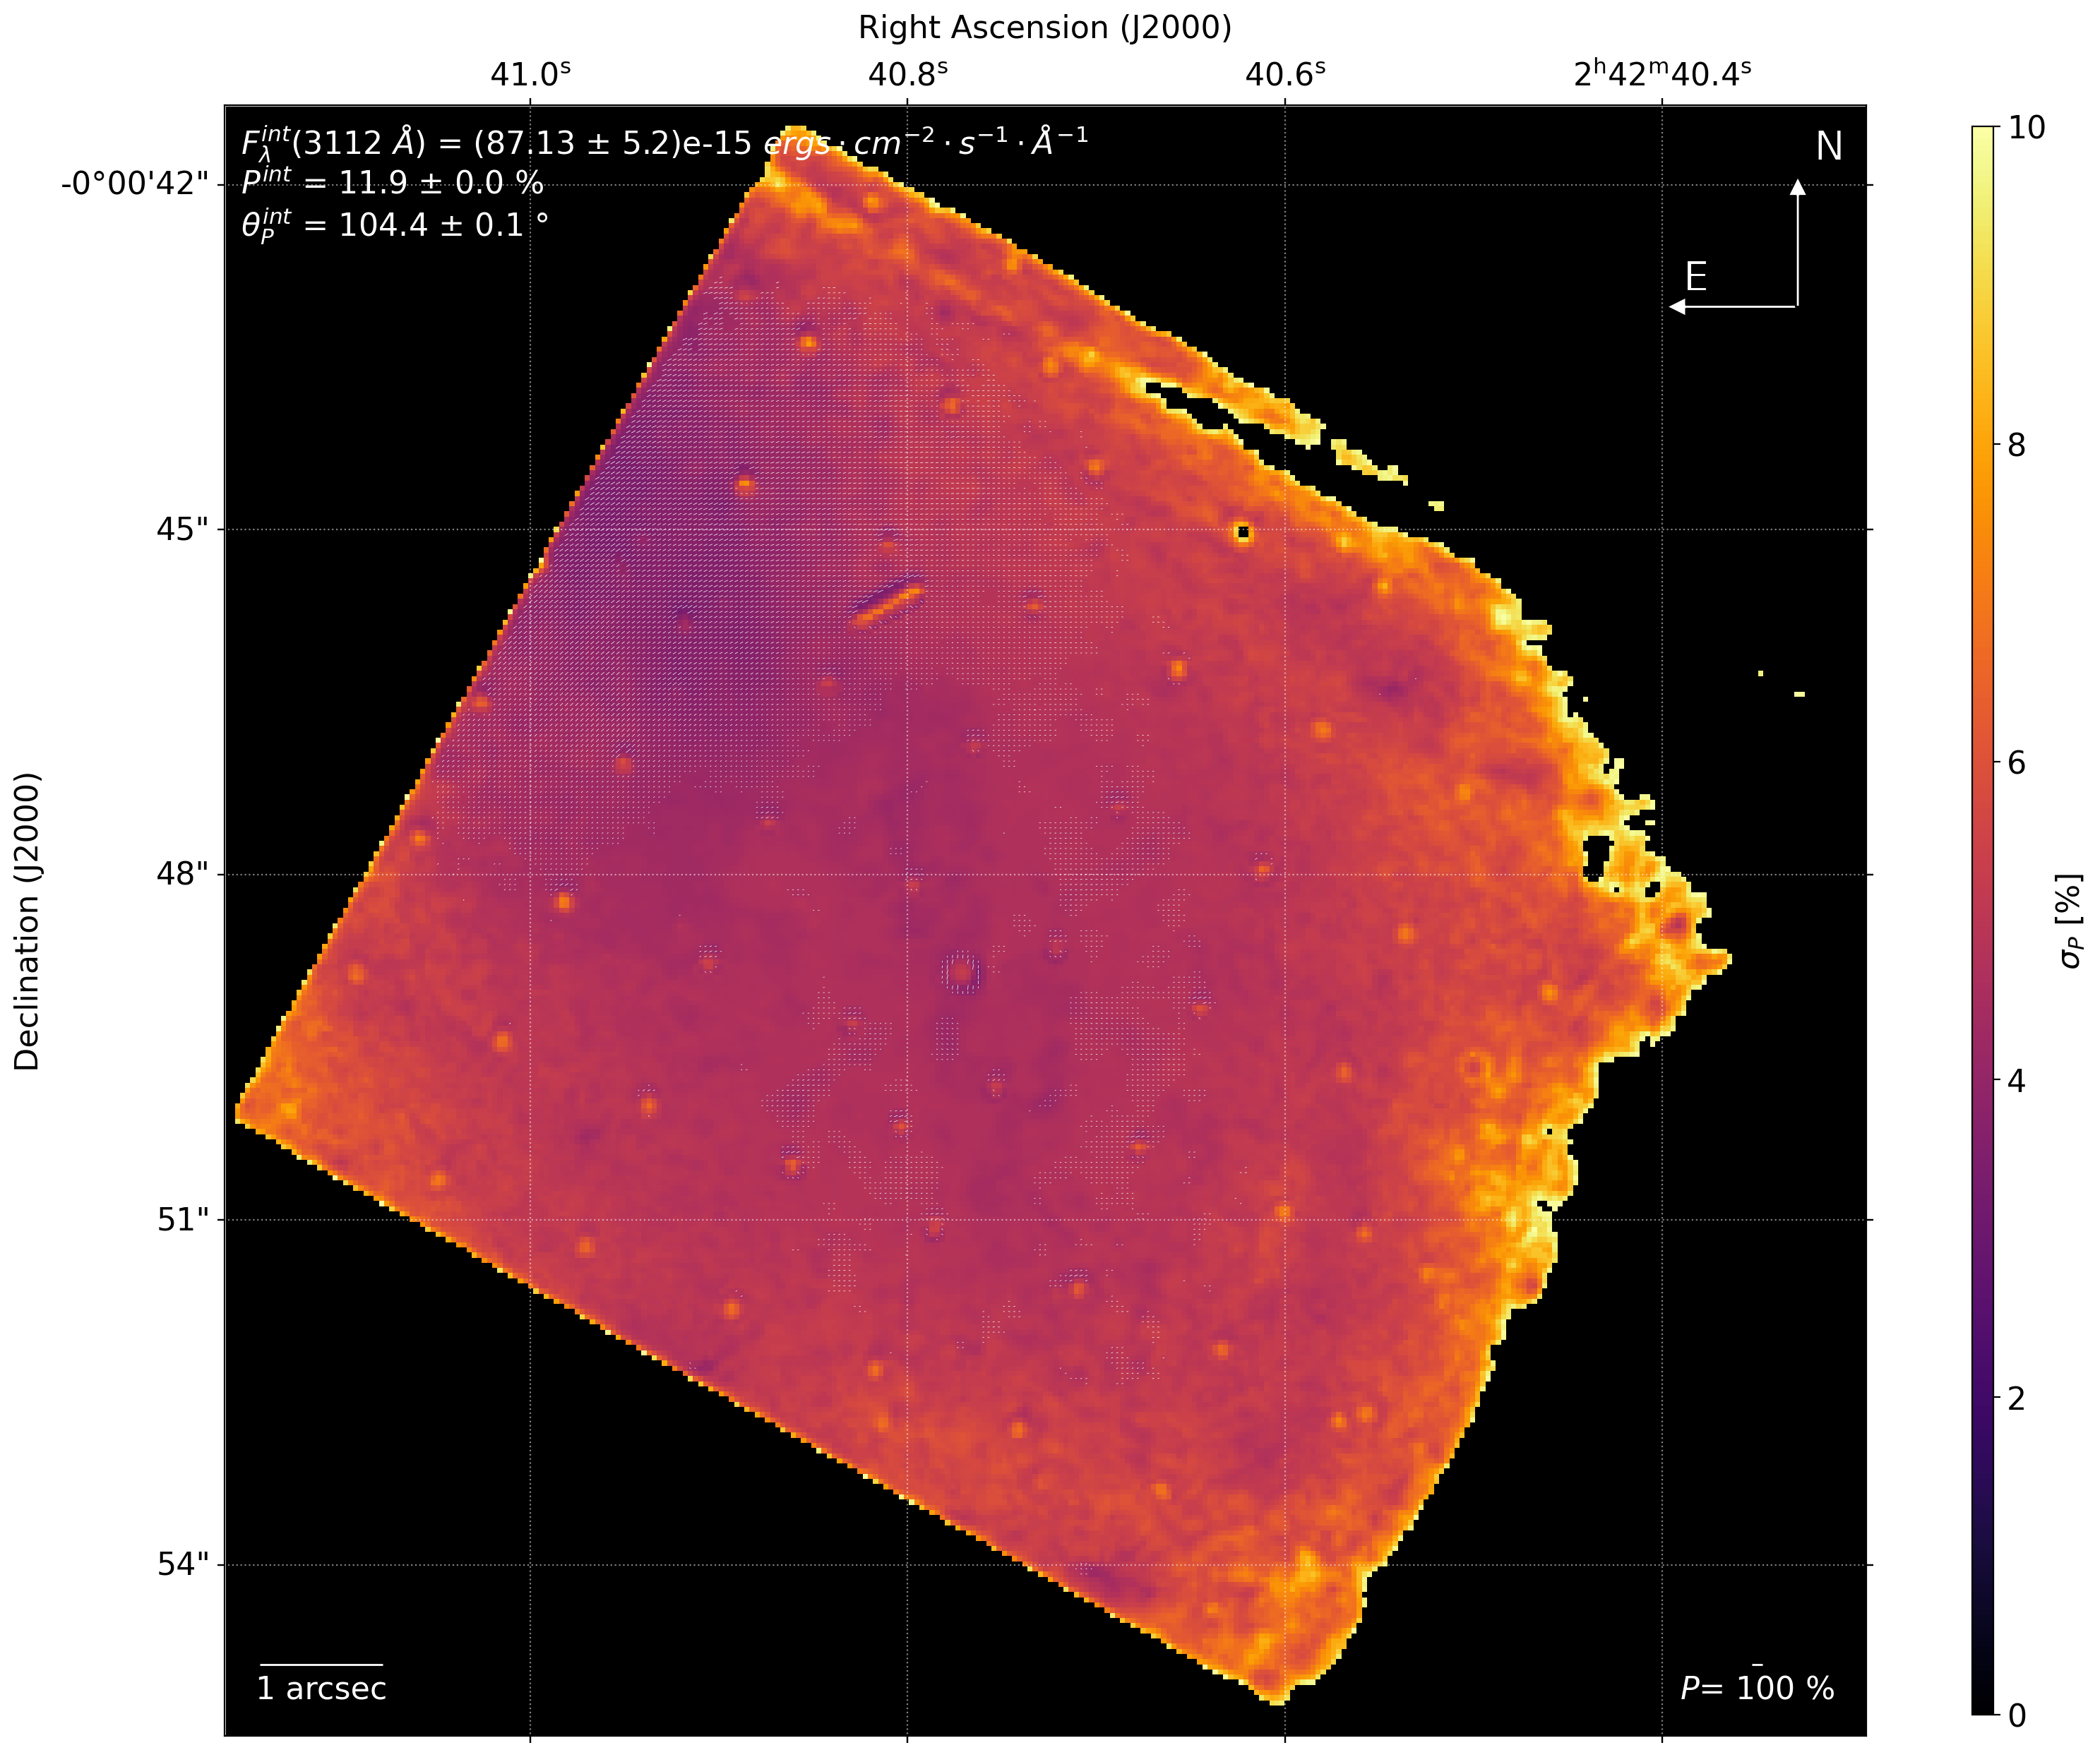 Right Ascension (J2000)
41.0ˢ 40.8ˢ 40.6ˢ 2ʰ42ᵐ40.4ˢ
F_λ^int(3112 Å) = (87.13 ± 5.2)e-15 ergs · cm⁻² · s⁻¹ · Å⁻¹
P^int = 11.9 ± 0.0 %
θ_P^int = 104.4 ± 0.1 °
N
E
-0°00'42"
45"
48"
51"
54"
Declination (J2000)
1 arcsec
P= 100 %
10
8
6
4
2
0
σ_P [%]